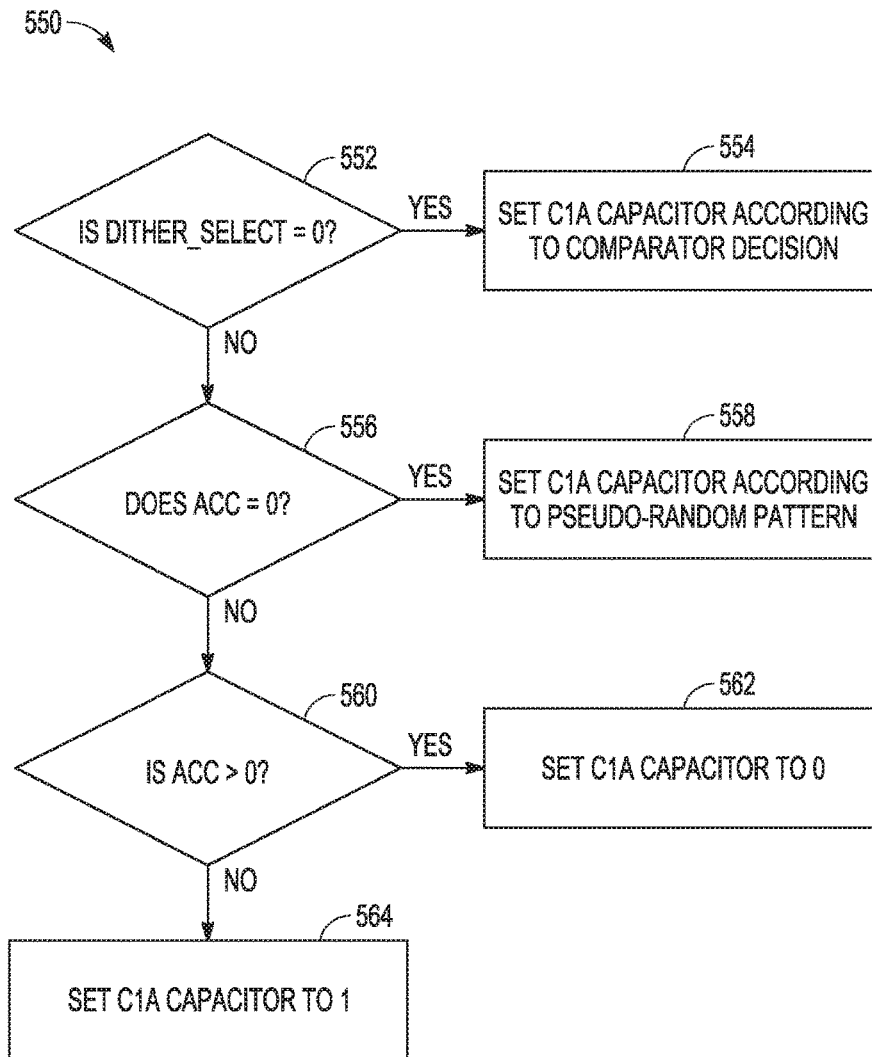 550
552
IS DITHER_SELECT = 0?
YES
554
SET C1A CAPACITOR ACCORDING
TO COMPARATOR DECISION
NO
556
DOES ACC = 0?
YES
558
SET C1A CAPACITOR ACCORDING
TO PSEUDO-RANDOM PATTERN
NO
560
IS ACC > 0?
YES
562
SET C1A CAPACITOR TO 0
NO
564
SET C1A CAPACITOR TO 1